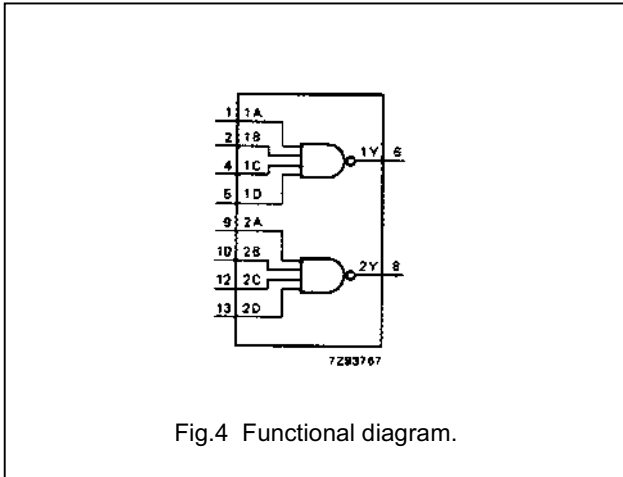 1 1A
2 1B
4 1C
5 1D
1Y 6
9 2A
10 2B
12 2C
13 2D
2Y 8
7Z93767
Fig.4 Functional diagram.